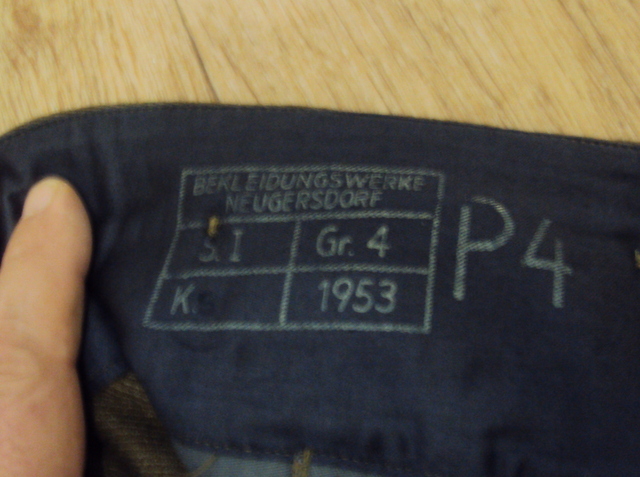 BEKLEIDUNGSWERKE
NEUGERSDORF
S.I Gr. 4
K. 1953
P4